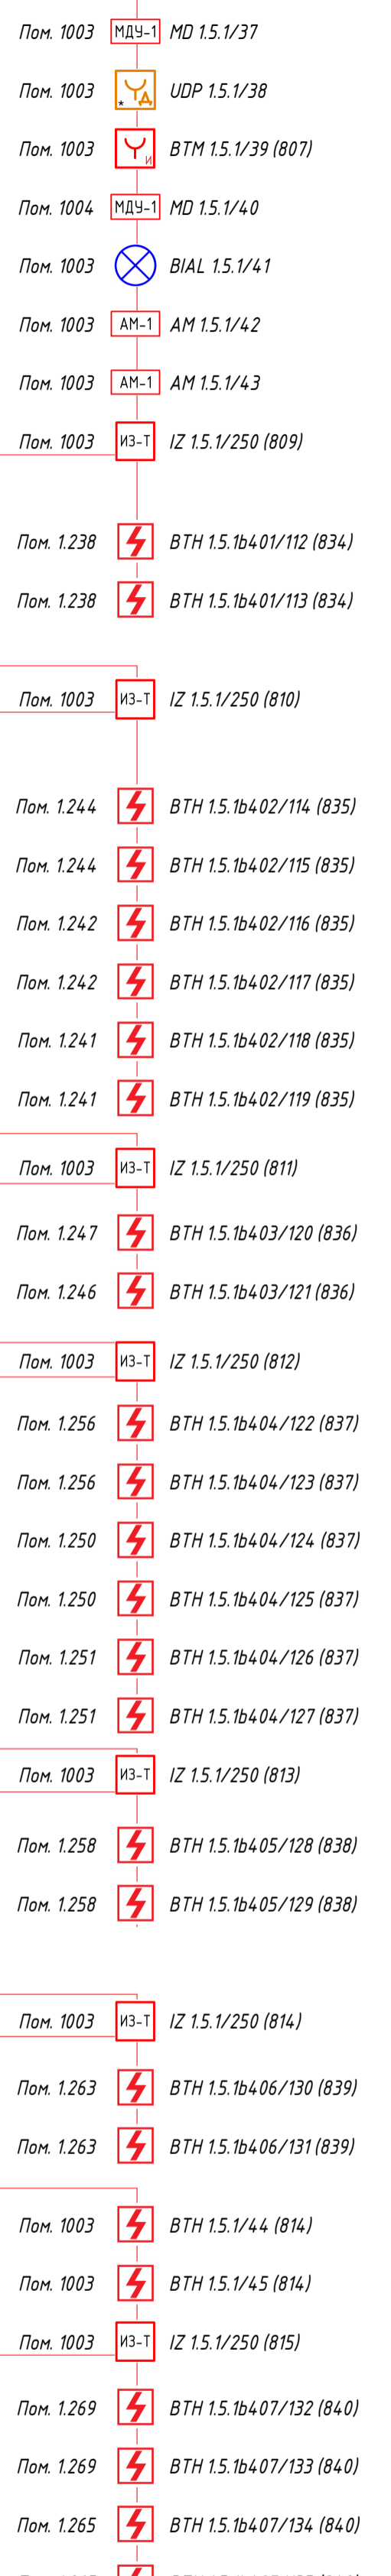 Пом. 1003 МДУ-1 MD 1.5.1/37
Пом. 1003 * Д UDP 1.5.1/38
Пом. 1003 И BTM 1.5.1/39 (807)
Пом. 1004 МДУ-1 MD 1.5.1/40
Пом. 1003 BIAL 1.5.1/41
Пом. 1003 АМ-1 AM 1.5.1/42
Пом. 1003 АМ-1 AM 1.5.1/43
Пом. 1003 ИЗ-Т IZ 1.5.1/250 (809)
Пом. 1.238 BTH 1.5.1b401/112 (834)
Пом. 1.238 BTH 1.5.1b401/113 (834)
Пом. 1003 ИЗ-Т IZ 1.5.1/250 (810)
Пом. 1.244 BTH 1.5.1b402/114 (835)
Пом. 1.244 BTH 1.5.1b402/115 (835)
Пом. 1.242 BTH 1.5.1b402/116 (835)
Пом. 1.242 BTH 1.5.1b402/117 (835)
Пом. 1.241 BTH 1.5.1b402/118 (835)
Пом. 1.241 BTH 1.5.1b402/119 (835)
Пом. 1003 ИЗ-Т IZ 1.5.1/250 (811)
Пом. 1.247 BTH 1.5.1b403/120 (836)
Пом. 1.246 BTH 1.5.1b403/121 (836)
Пом. 1003 ИЗ-Т IZ 1.5.1/250 (812)
Пом. 1.256 BTH 1.5.1b404/122 (837)
Пом. 1.256 BTH 1.5.1b404/123 (837)
Пом. 1.250 BTH 1.5.1b404/124 (837)
Пом. 1.250 BTH 1.5.1b404/125 (837)
Пом. 1.251 BTH 1.5.1b404/126 (837)
Пом. 1.251 BTH 1.5.1b404/127 (837)
Пом. 1003 ИЗ-Т IZ 1.5.1/250 (813)
Пом. 1.258 BTH 1.5.1b405/128 (838)
Пом. 1.258 BTH 1.5.1b405/129 (838)
Пом. 1003 ИЗ-Т IZ 1.5.1/250 (814)
Пом. 1.263 BTH 1.5.1b406/130 (839)
Пом. 1.263 BTH 1.5.1b406/131 (839)
Пом. 1003 BTH 1.5.1/44 (814)
Пом. 1003 BTH 1.5.1/45 (814)
Пом. 1003 ИЗ-Т IZ 1.5.1/250 (815)
Пом. 1.269 BTH 1.5.1b407/132 (840)
Пом. 1.269 BTH 1.5.1b407/133 (840)
Пом. 1.265 BTH 1.5.1b407/134 (840)